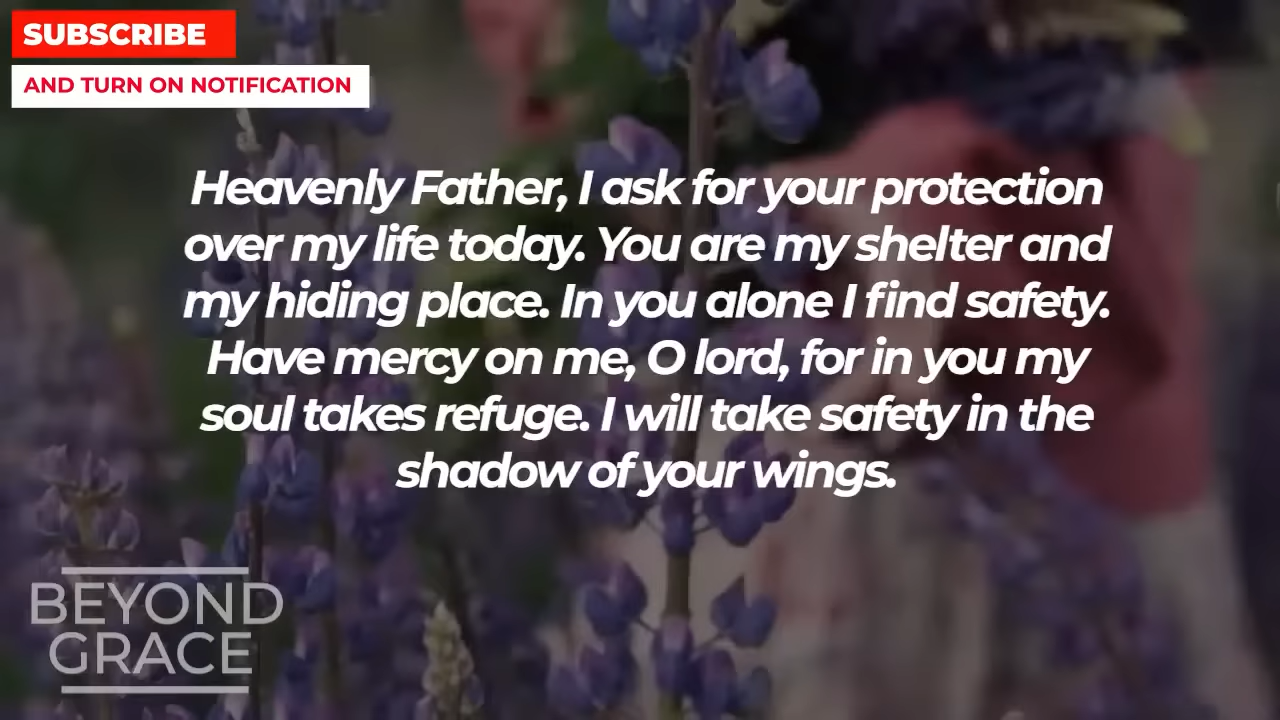 SUBSCRIBE
AND TURN ON NOTIFICATION
Heavenly Father, I ask for your protection
over my life today. You are my shelter and
my hiding place. In you alone I find safety.
Have mercy on me, O lord, for in you my
soul takes refuge. I will take safety in the
shadow of your wings.
BEYOND
GRACE